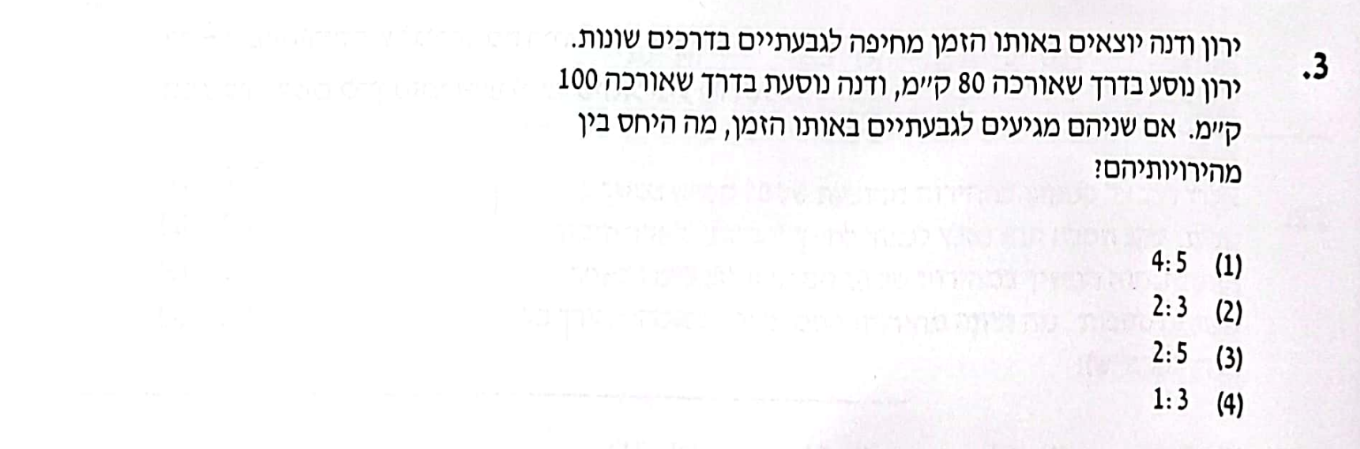 3. ירון ודנה יוצאים באותו הזמן מחיפה לגבעתיים בדרכים שונות.
ירון נוסע בדרך שאורכה 80 ק״מ, ודנה נוסעת בדרך שאורכה 100
ק״מ. אם שניהם מגיעים לגבעתיים באותו הזמן, מה היחס בין
מהירויותיהם?
(1) 4:5
(2) 2:3
(3) 2:5
(4) 1:3